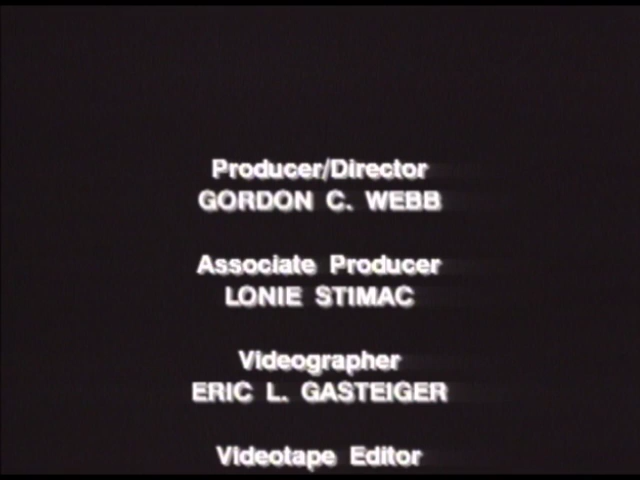 Producer/Director
GORDON C. WEBB
Associate Producer
LONIE STIMAC
Videographer
ERIC L. GASTEIGER
Videotape Editor